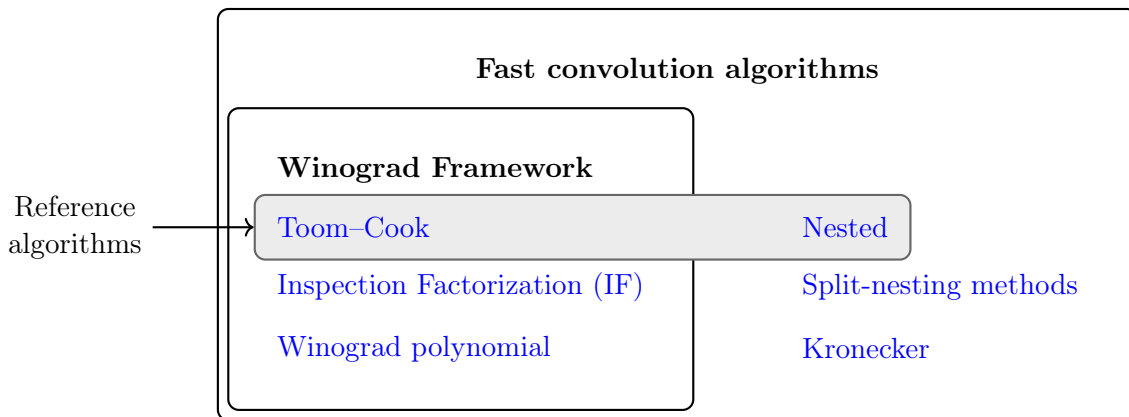 Fast convolution algorithms
Winograd Framework
Reference
algorithms
Toom–Cook
Nested
Inspection Factorization (IF)
Split-nesting methods
Winograd polynomial
Kronecker